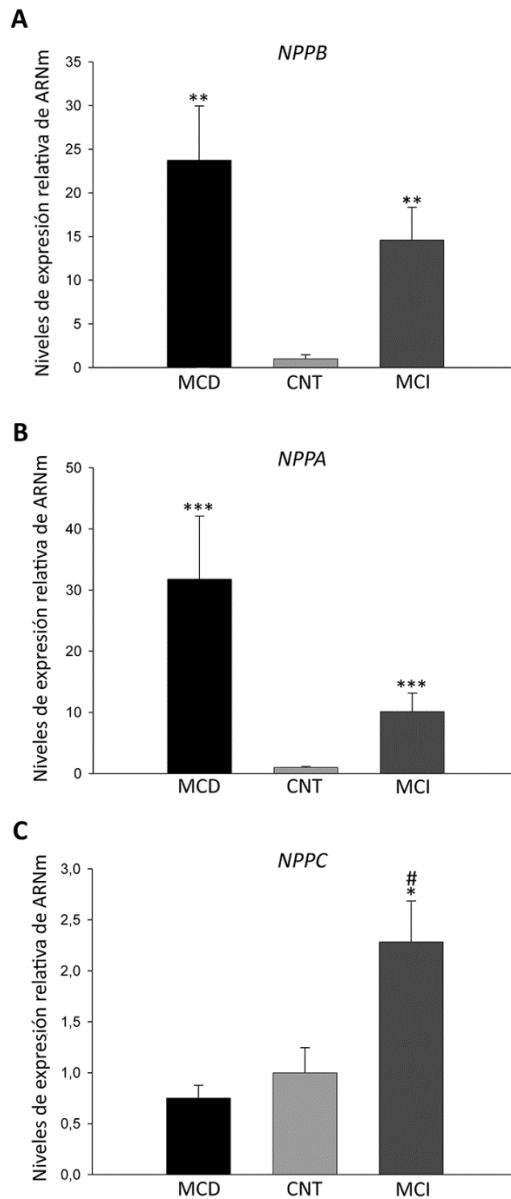 A
NPPB
Niveles de expresión relativa de ARNm
35
30
25
20
15
10
5
0
**
**
MCD CNT MCI
B
NPPA
Niveles de expresión relativa de ARNm
50
40
30
20
10
0
***
***
MCD CNT MCI
C
NPPC
Niveles de expresión relativa de ARNm
3,0
2,5
2,0
1,5
1,0
0,5
0,0
#
*
MCD CNT MCI